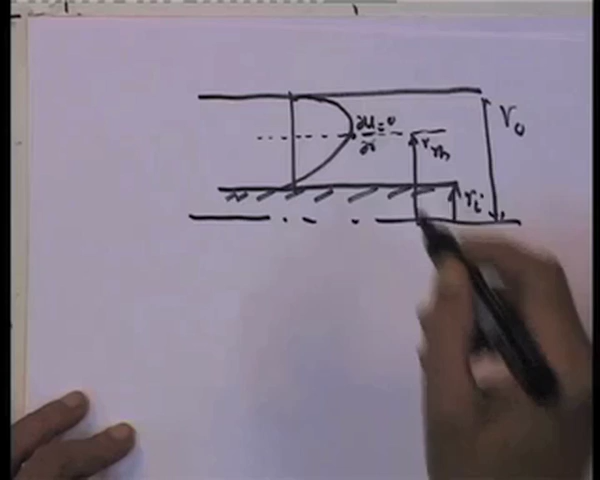 ∂u/∂r = 0
r_m
r_i
r_o